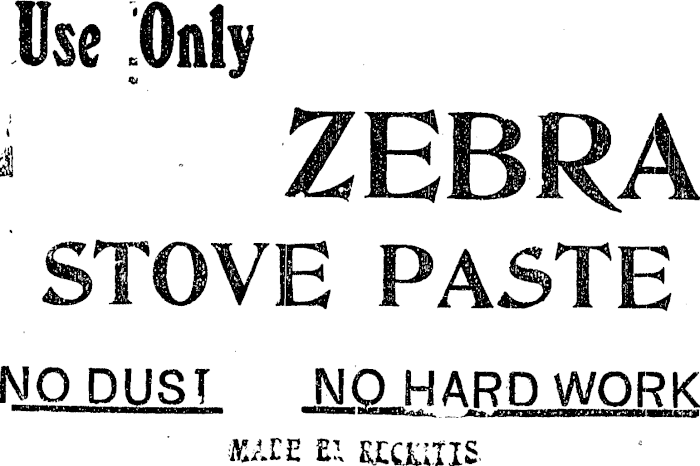 Use Only
ZEBRA
STOVE PASTE
NO DUST NO HARD WORK
MADE BY RECKITTS